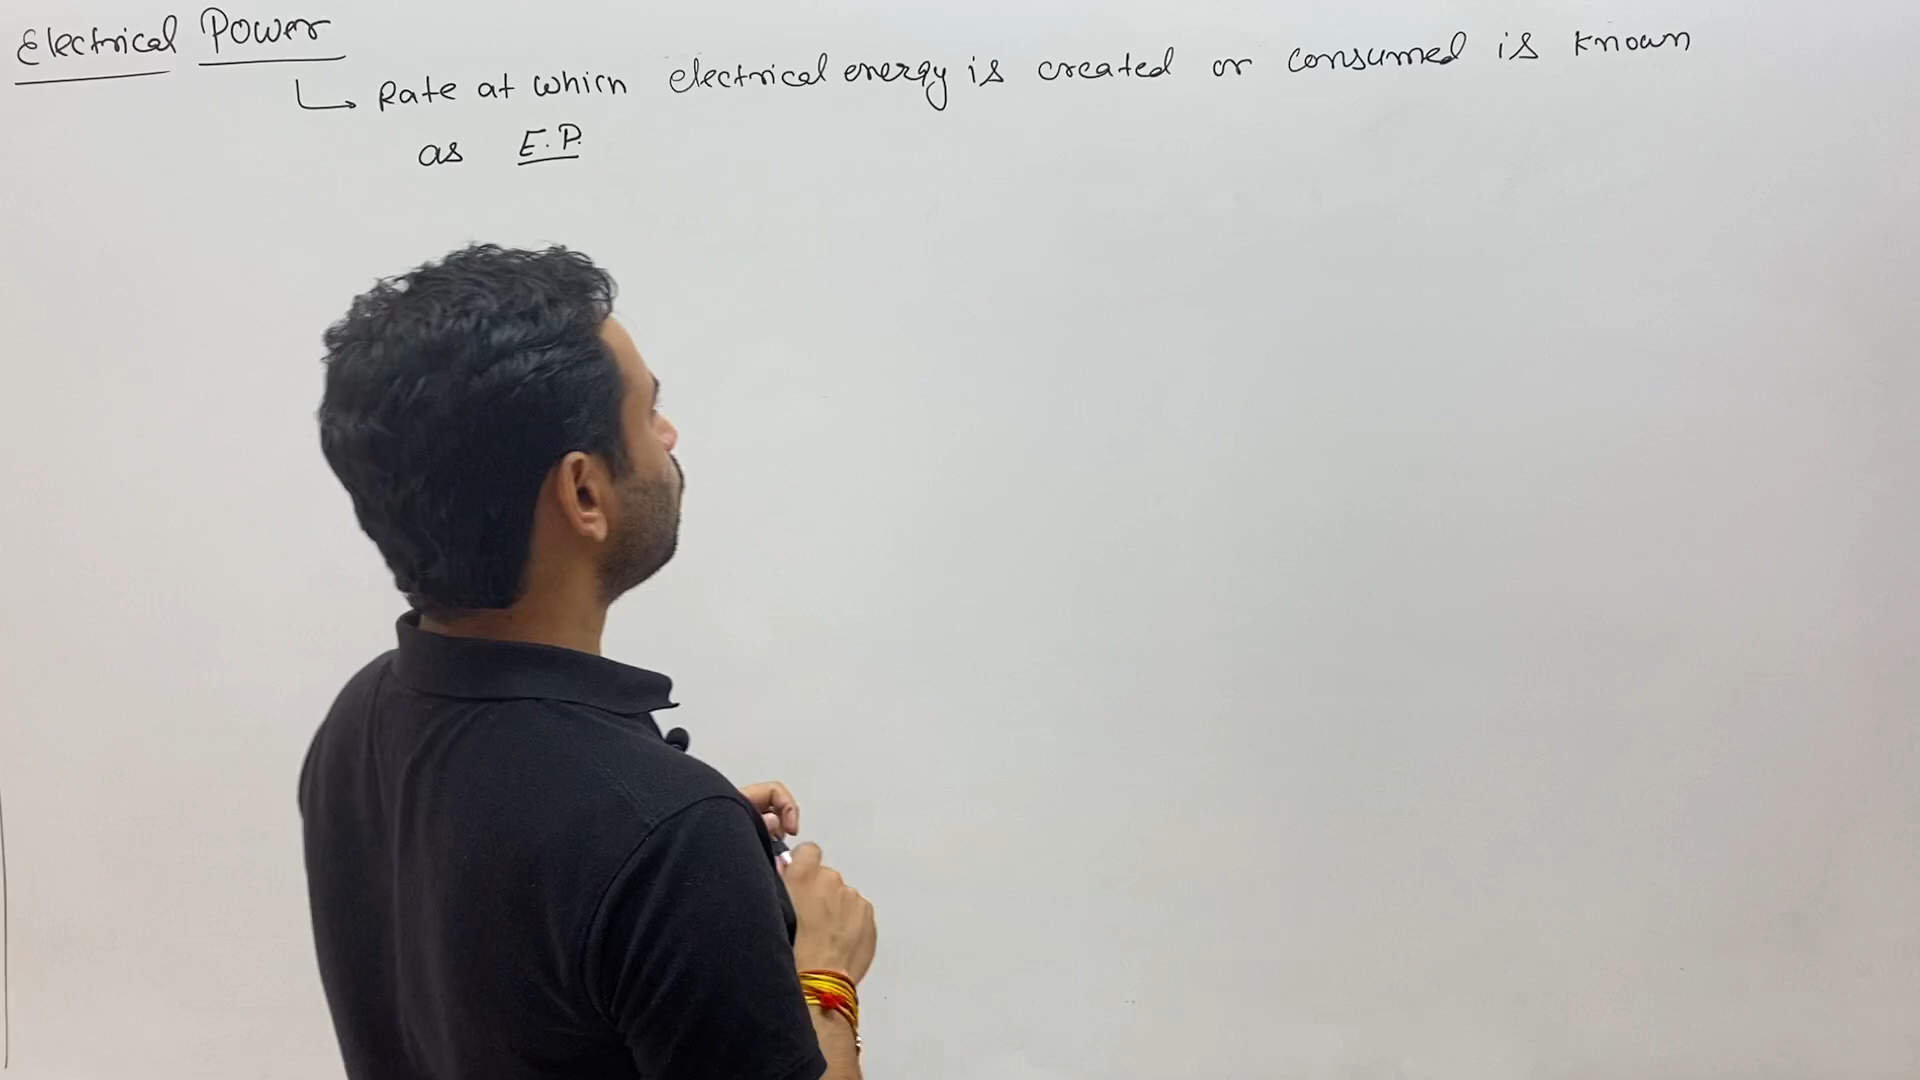 Electrical Power
Rate at which electrical energy is created or consumed is known
as E.P.